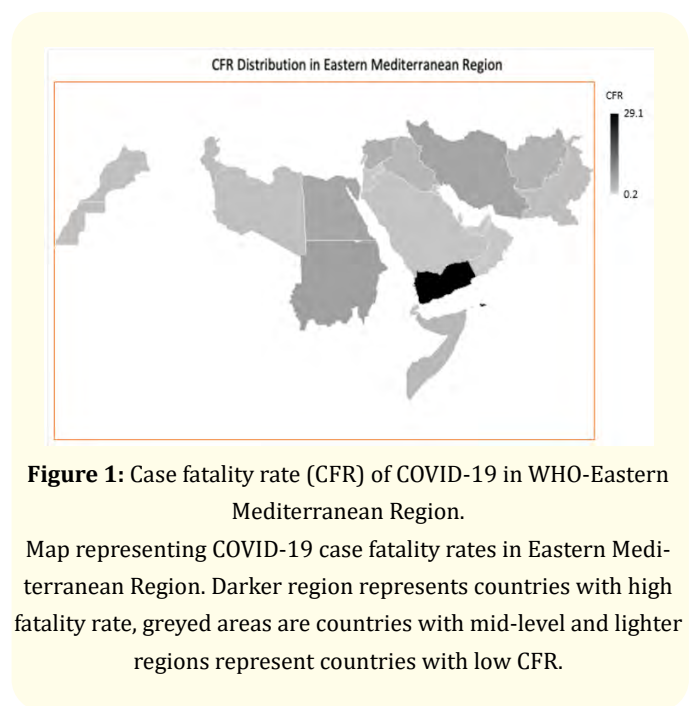 CFR Distribution in Eastern Mediterranean Region
CFR
29.1
0.2
Figure 1: Case fatality rate (CFR) of COVID-19 in WHO-Eastern
Mediterranean Region.
Map representing COVID-19 case fatality rates in Eastern Medi-
terranean Region. Darker region represents countries with high
fatality rate, greyed areas are countries with mid-level and lighter
regions represent countries with low CFR.